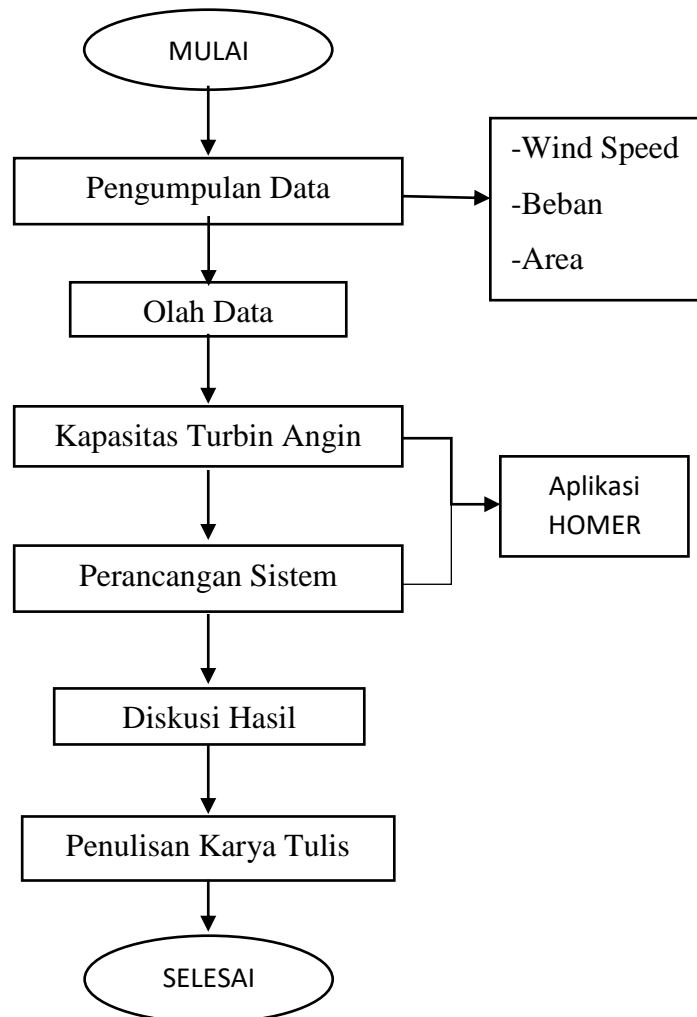 MULAI
Pengumpulan Data
-Wind Speed
-Beban
-Area
Olah Data
Kapasitas Turbin Angin
Aplikasi
HOMER
Perancangan Sistem
Diskusi Hasil
Penulisan Karya Tulis
SELESAI